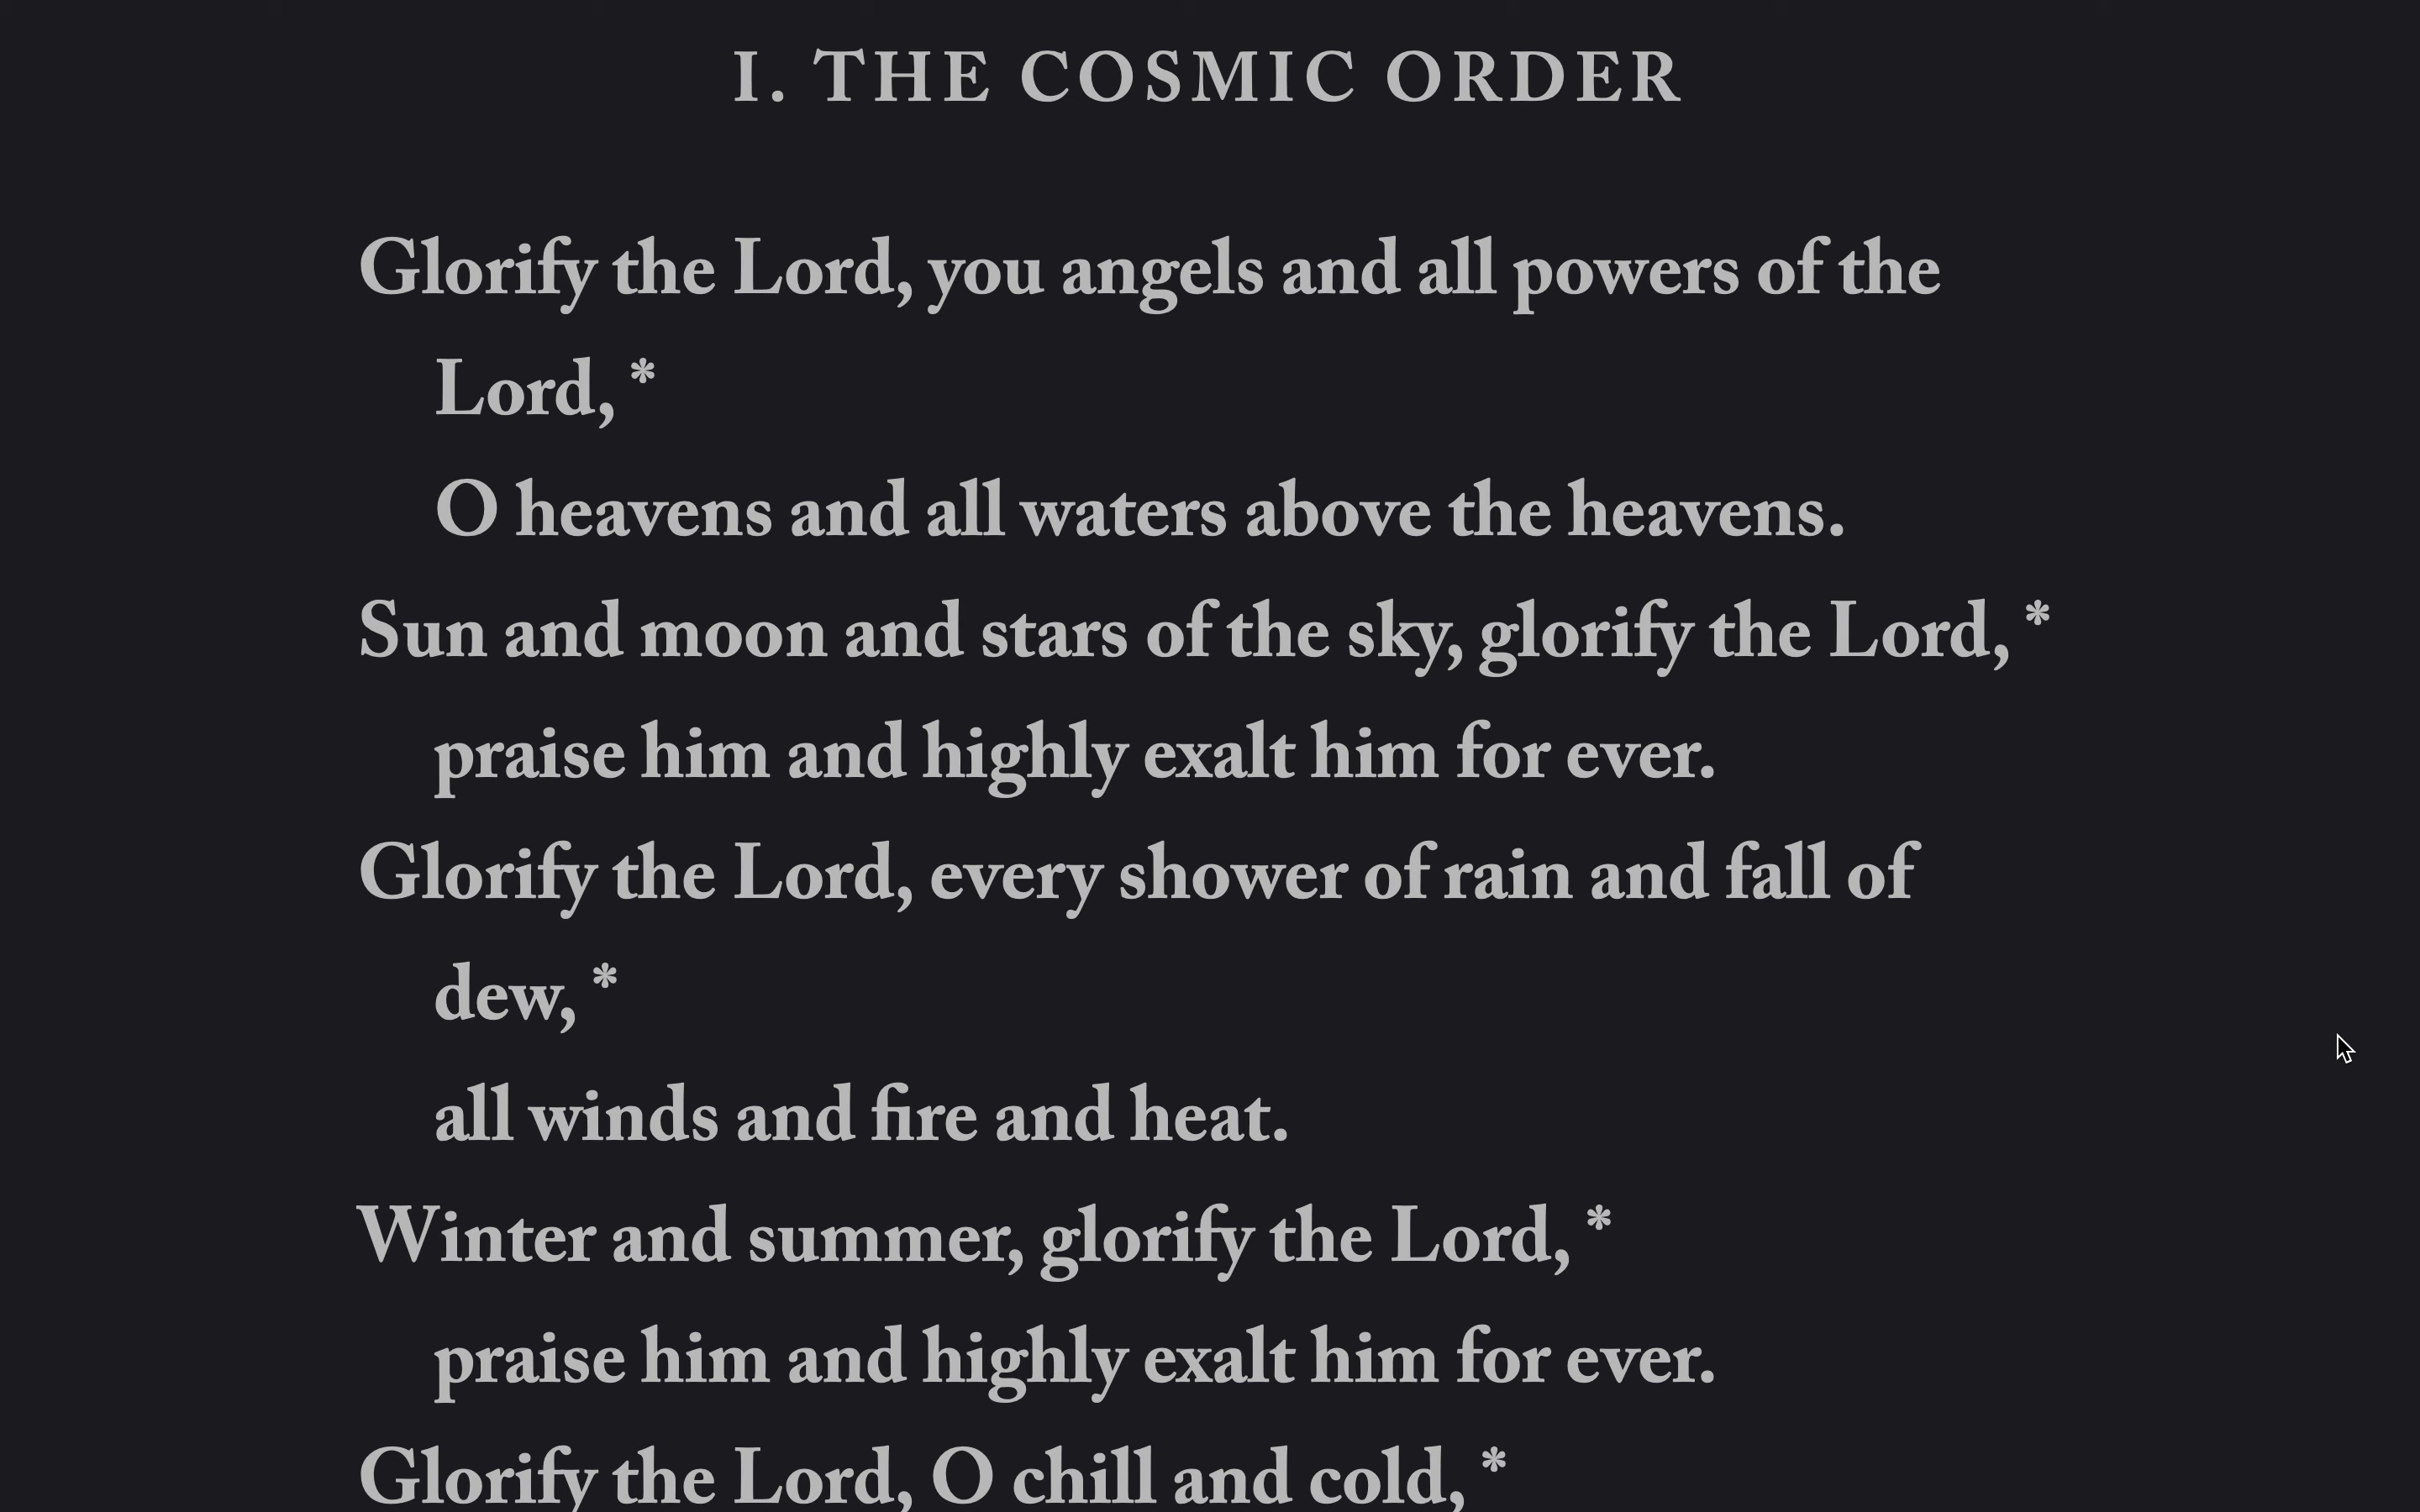 I. THE COSMIC ORDER
Glorify the Lord, you angels and all powers of the
Lord, *
O heavens and all waters above the heavens.
Sun and moon and stars of the sky, glorify the Lord, *
praise him and highly exalt him for ever.
Glorify the Lord, every shower of rain and fall of
dew, *
all winds and fire and heat.
Winter and summer, glorify the Lord, *
praise him and highly exalt him for ever.
Glorify the Lord, O chill and cold, *